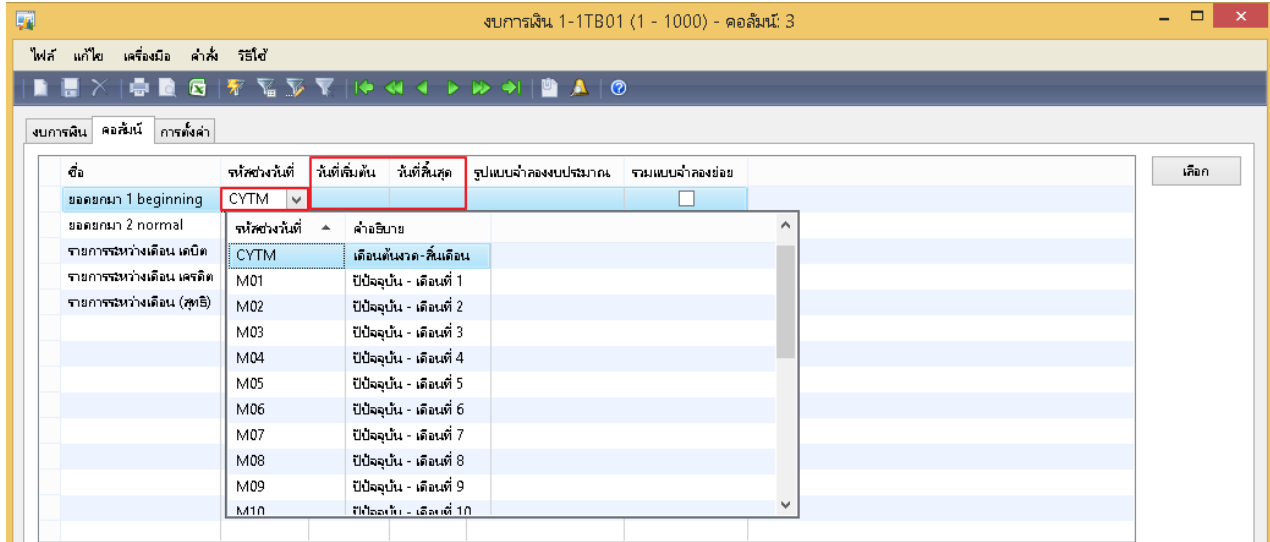 งบการเงิน 1-1TB01 (1 - 1000) - คอลัมน์: 3
ไฟล์ แก้ไข เครื่องมือ คำสั่ง วิธีใช้
งบการเงิน คอลัมน์ การตั้งค่า
ชื่อ รหัสช่วงวันที่ วันที่เริ่มต้น วันที่สิ้นสุด รูปแบบจำลองงบประมาณ รวมแบบจำลองย่อย เลือก
ยอดยกมา 1 beginning CYTM
ยอดยกมา 2 normal รหัสช่วงวันที่ คำอธิบาย
รายการระหว่างเดือน เดบิต CYTM เดือนต้นงวด-สิ้นเดือน
รายการระหว่างเดือน เครดิต M01 ปีปัจจุบัน - เดือนที่ 1
รายการระหว่างเดือน (สุทธิ) M02 ปีปัจจุบัน - เดือนที่ 2
M03 ปีปัจจุบัน - เดือนที่ 3
M04 ปีปัจจุบัน - เดือนที่ 4
M05 ปีปัจจุบัน - เดือนที่ 5
M06 ปีปัจจุบัน - เดือนที่ 6
M07 ปีปัจจุบัน - เดือนที่ 7
M08 ปีปัจจุบัน - เดือนที่ 8
M09 ปีปัจจุบัน - เดือนที่ 9
M10 ปีปัจจุบัน - เดือนที่ 10